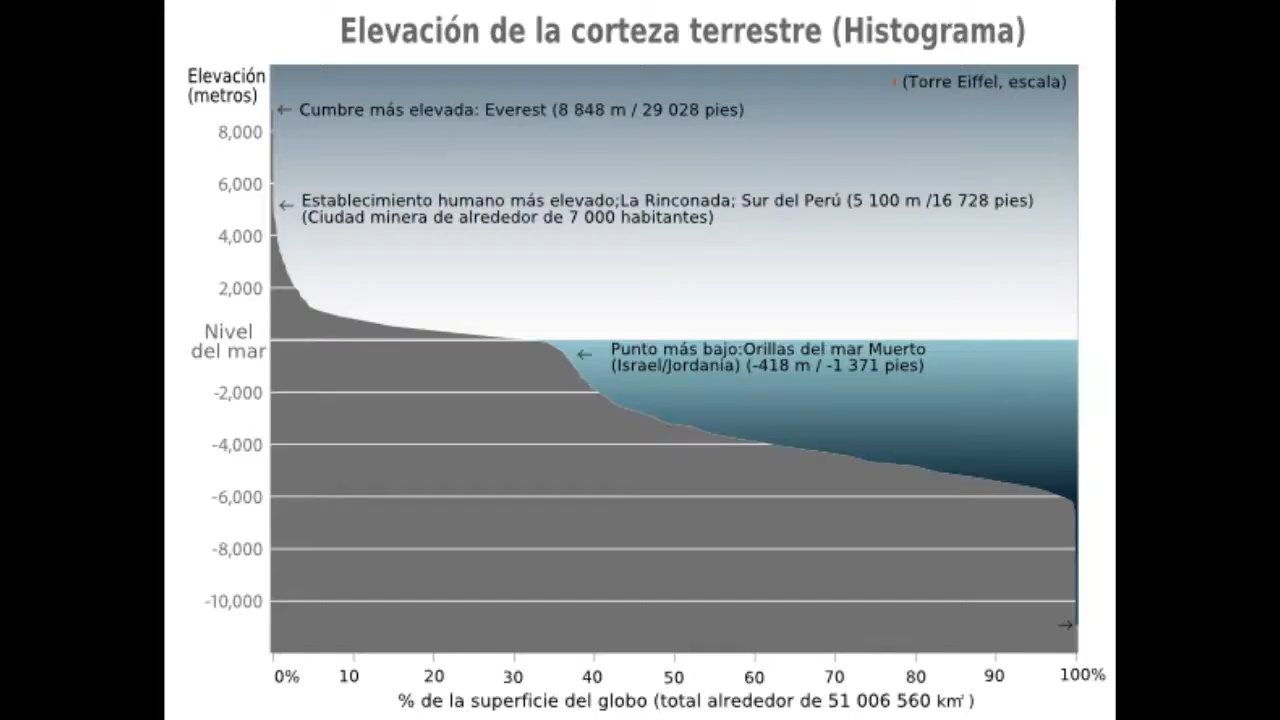 Elevación de la corteza terrestre (Histograma)
Elevación
(metros)
(Torre Eiffel, escala)
← Cumbre más elevada: Everest (8 848 m / 29 028 pies)
8,000
6,000
← Establecimiento humano más elevado;La Rinconada; Sur del Perú (5 100 m /16 728 pies)
(Ciudad minera de alrededor de 7 000 habitantes)
4,000
2,000
Nivel
del mar
← Punto más bajo:Orillas del mar Muerto
(Israel/Jordania) (-418 m / -1 371 pies)
-2,000
-4,000
-6,000
-8,000
-10,000
→
0% 10 20 30 40 50 60 70 80 90 100%
% de la superficie del globo (total alrededor de 51 006 560 km²)